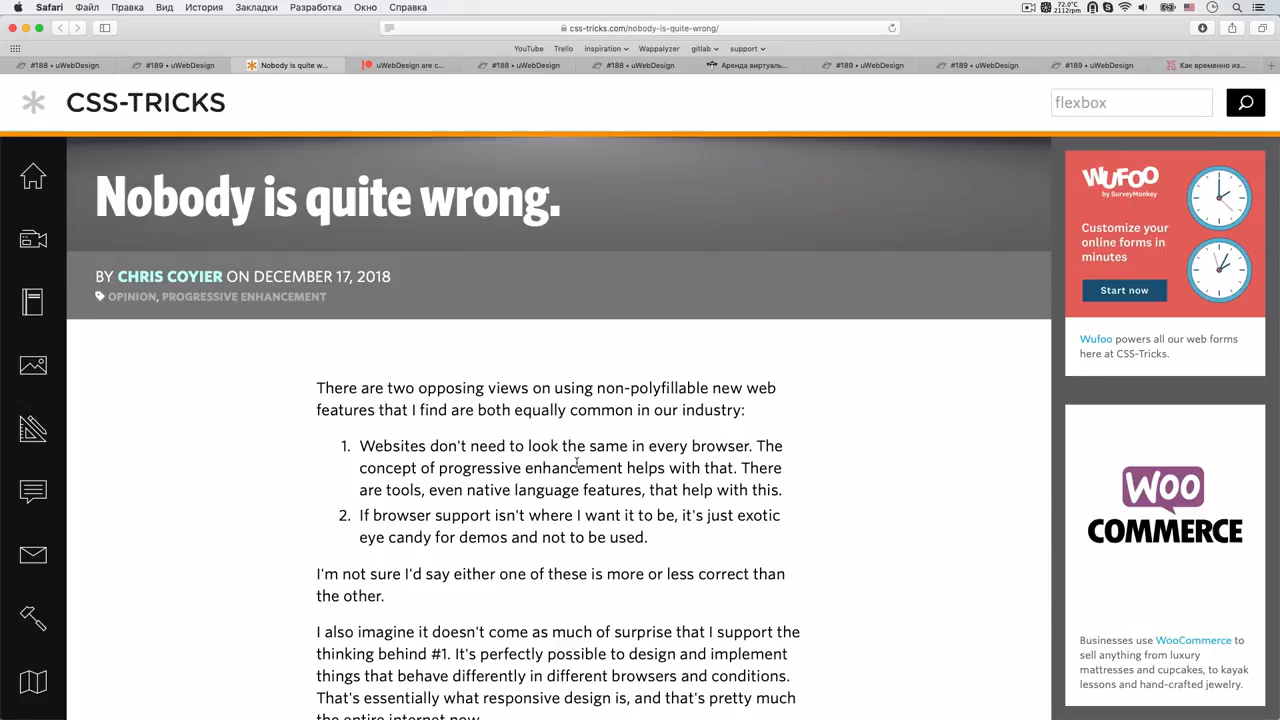 Safari Файл Правка Вид История Закладки Разработка Окно Справка 72.0°C 2112rpm
css-tricks.com/nobody-is-quite-wrong/
YouTube Trello inspiration Wappalyzer gitlab support
#188 • uWebDesign #189 • uWebDesign Nobody is quite w... uWebDesign are c... #188 • uWebDesign #188 • uWebDesign Аренда виртуаль... #189 • uWebDesign #189 • uWebDesign #189 • uWebDesign Как временно из...
CSS-TRICKS
flexbox
Nobody is quite wrong.
BY CHRIS COYIER ON DECEMBER 17, 2018
OPINION, PROGRESSIVE ENHANCEMENT
There are two opposing views on using non-polyfillable new web
features that I find are both equally common in our industry:
1. Websites don't need to look the same in every browser. The
concept of progressive enhancement helps with that. There
are tools, even native language features, that help with this.
2. If browser support isn't where I want it to be, it's just exotic
eye candy for demos and not to be used.
I'm not sure I'd say either one of these is more or less correct than
the other.
I also imagine it doesn't come as much of surprise that I support the
thinking behind #1. It's perfectly possible to design and implement
things that behave differently in different browsers and conditions.
That's essentially what responsive design is, and that's pretty much
the entire internet now.
WUFOO
by SurveyMonkey
Customize your
online forms in
minutes
Start now
Wufoo powers all our web forms
here at CSS-Tricks.
WOO
COMMERCE
Businesses use WooCommerce to
sell anything from luxury
mattresses and cupcakes, to kayak
lessons and hand-crafted jewelry.